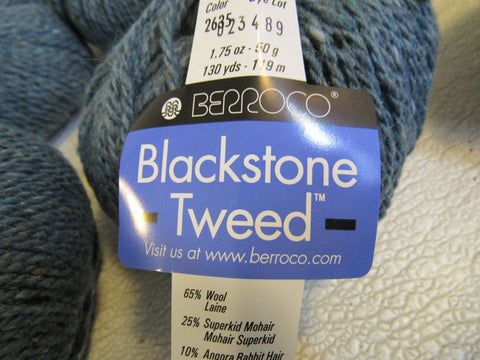 Color Dye Lot
2635 823489
1.75 oz - 50 g
130 yds - 119 m
BERROCO®
Blackstone
Tweed™
Visit us at www.berroco.com
65% Wool
Laine
25% Superkid Mohair
Mohair Superkid
10% Angora Rabbit Hair